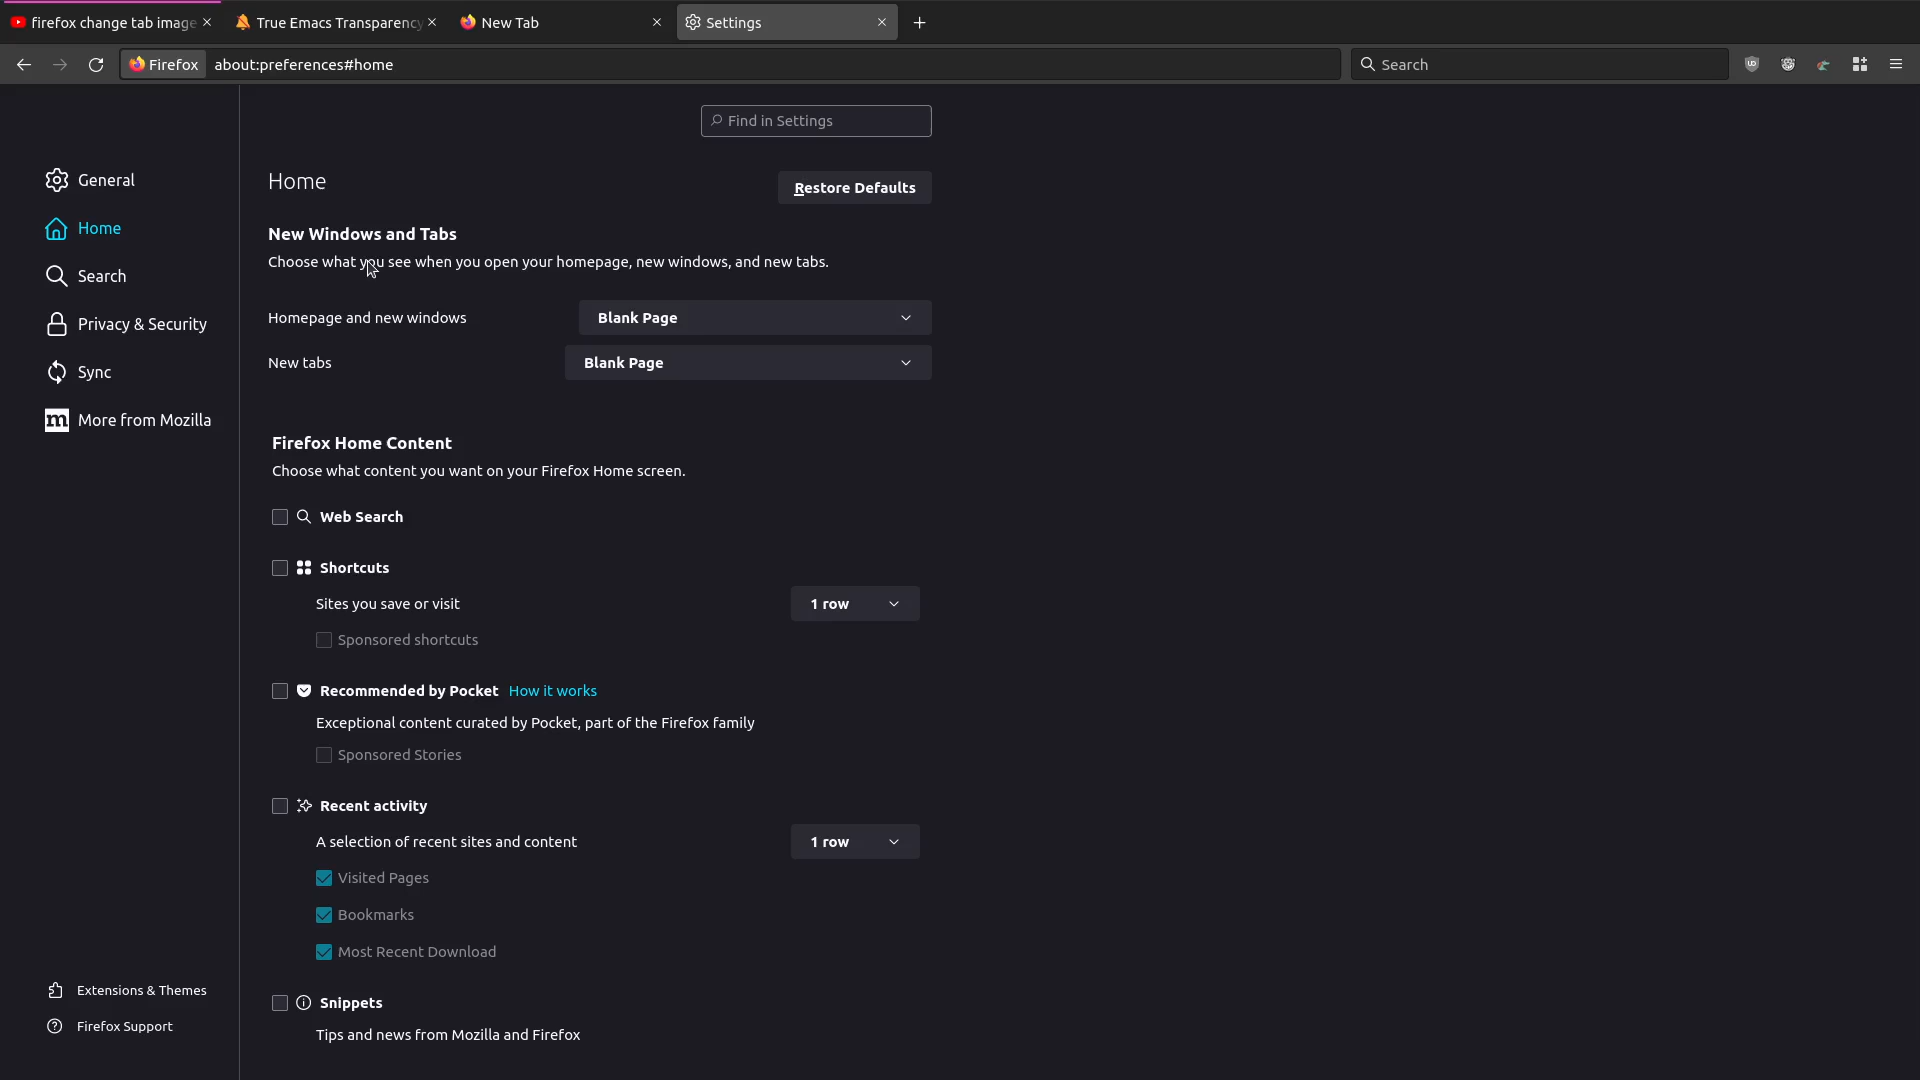 firefox change tab image
True Emacs Transparency
New Tab
Settings
Firefox
about:preferences#home
Search
Find in Settings
General
Home
Search
Privacy & Security
Sync
m More from Mozilla
Extensions & Themes
Firefox Support
Home
Restore Defaults
New Windows and Tabs
Choose what you see when you open your homepage, new windows, and new tabs.
Homepage and new windows
Blank Page
New tabs
Blank Page
Firefox Home Content
Choose what content you want on your Firefox Home screen.
Web Search
Shortcuts
Sites you save or visit
1 row
Sponsored shortcuts
Recommended by Pocket How it works
Exceptional content curated by Pocket, part of the Firefox family
Sponsored Stories
Recent activity
A selection of recent sites and content
1 row
Visited Pages
Bookmarks
Most Recent Download
Snippets
Tips and news from Mozilla and Firefox